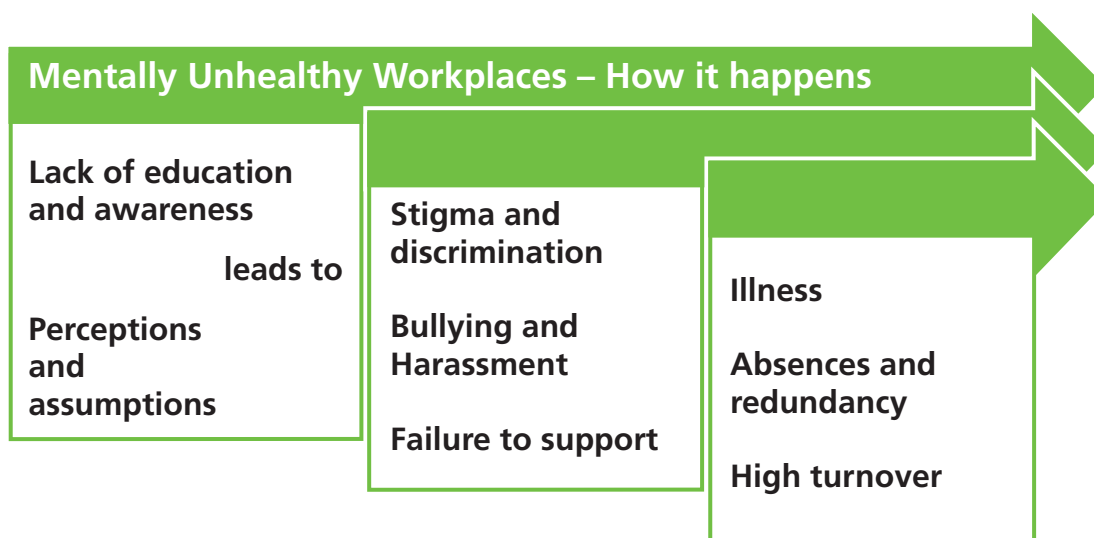 Mentally Unhealthy Workplaces – How it happens
Lack of education
and awareness
leads to
Perceptions
and
assumptions
Stigma and
discrimination
Bullying and
Harassment
Failure to support
Illness
Absences and
redundancy
High turnover